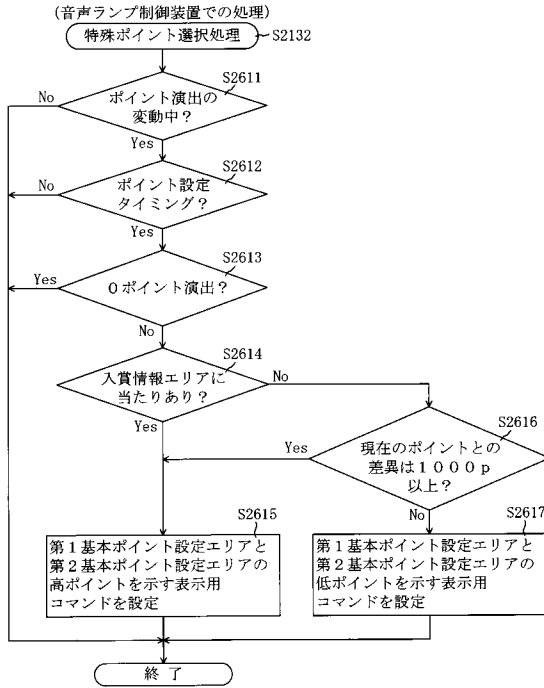 (音声ランプ制御装置での処理)
特殊ポイント選択処理
S2132
S2611
No
ポイント演出の
変動中？
Yes
S2612
No
ポイント設定
タイミング？
Yes
S2613
Yes
０ポイント演出？
No
S2614
入賞情報エリアに
当たりあり？
No
Yes
S2616
Yes
現在のポイントとの
差異は１０００ｐ
以上？
No
S2615
第１基本ポイント設定エリアと
第２基本ポイント設定エリアの
高ポイントを示す表示用
コマンドを設定
S2617
第１基本ポイント設定エリアと
第２基本ポイント設定エリアの
低ポイントを示す表示用
コマンドを設定
終了